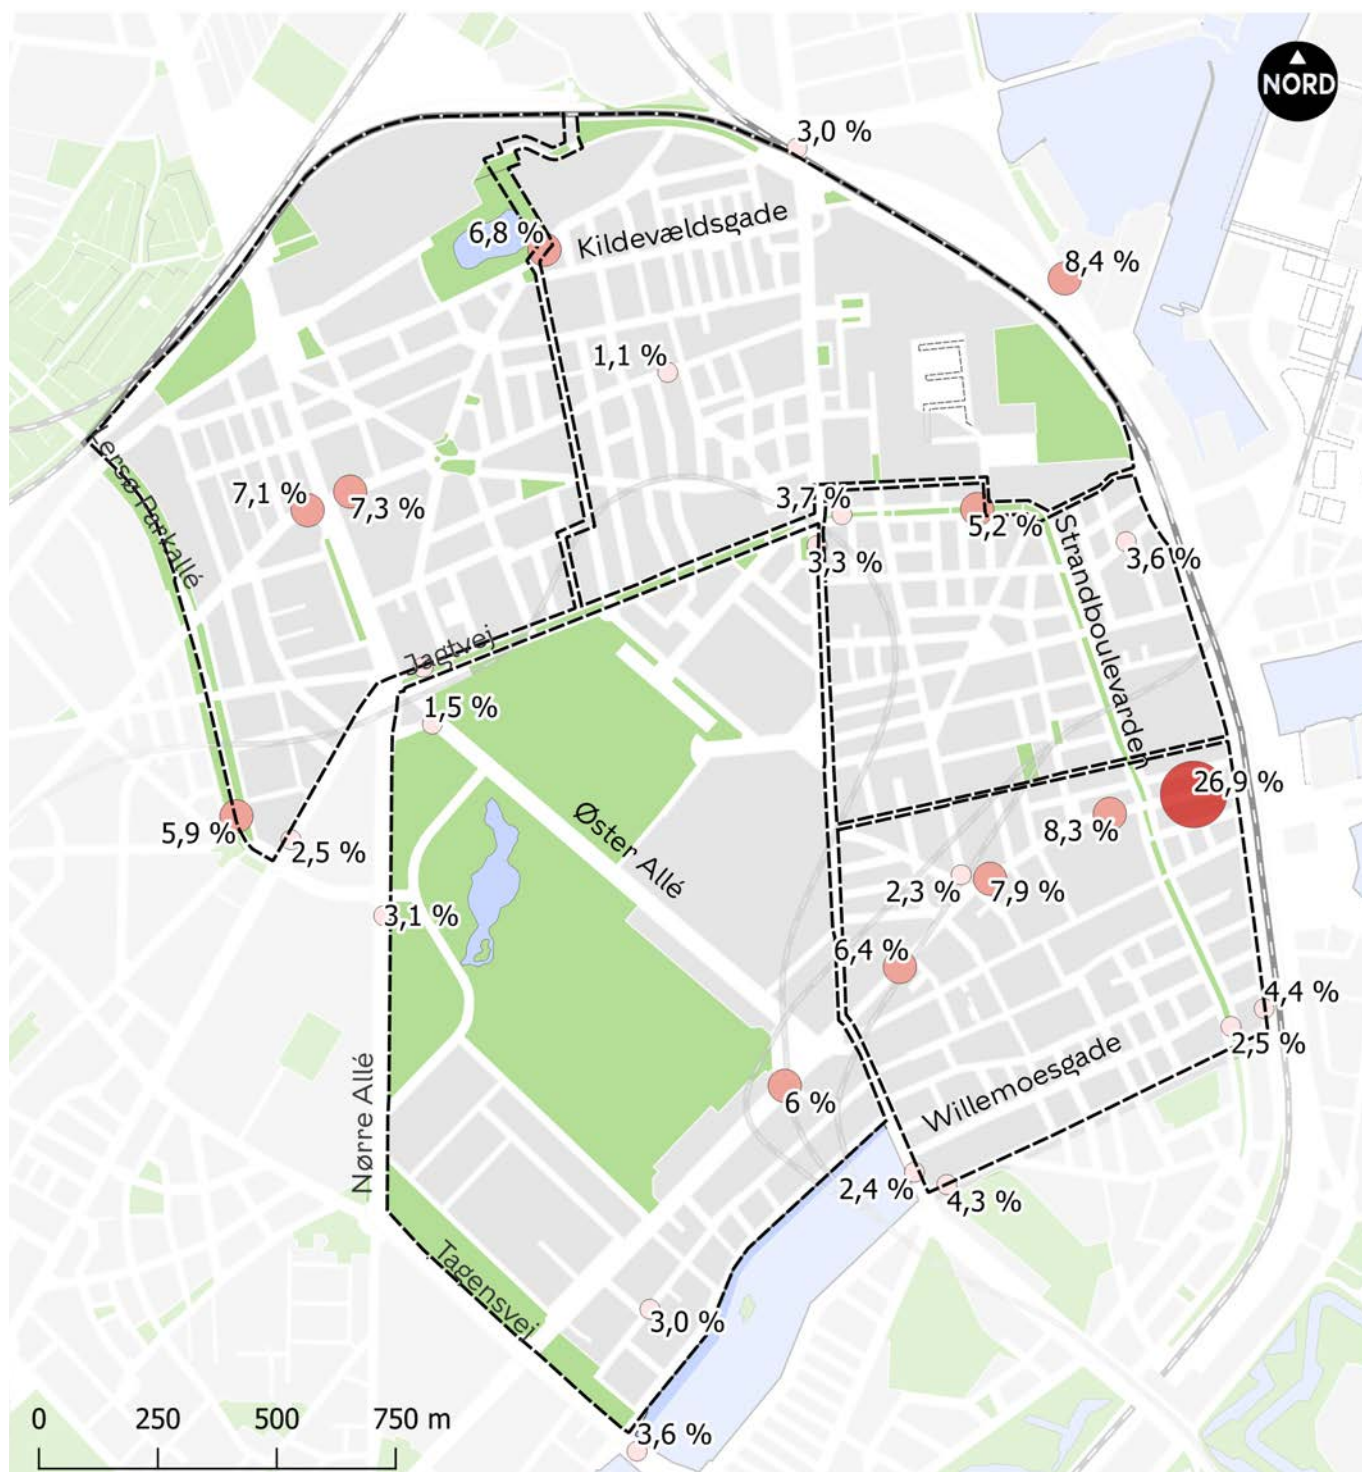 NORD
3,0 %
Kildevældsgade
6,8 %
8,4 %
1,1 %
Lersø Parkallé
7,1 %
7,3 %
3,7 %
5,2 %
3,3 %
3,6 %
Strandboulevarden
Jagtvej
1,5 %
26,9 %
8,3 %
Øster Allé
5,9 %
2,5 %
2,3 %
7,9 %
3,1 %
6,4 %
4,4 %
2,5 %
Willemoesgade
Nørre Allé
6 %
2,4 %
4,3 %
Tagensvej
3,0 %
3,6 %
0 250 500 750 m